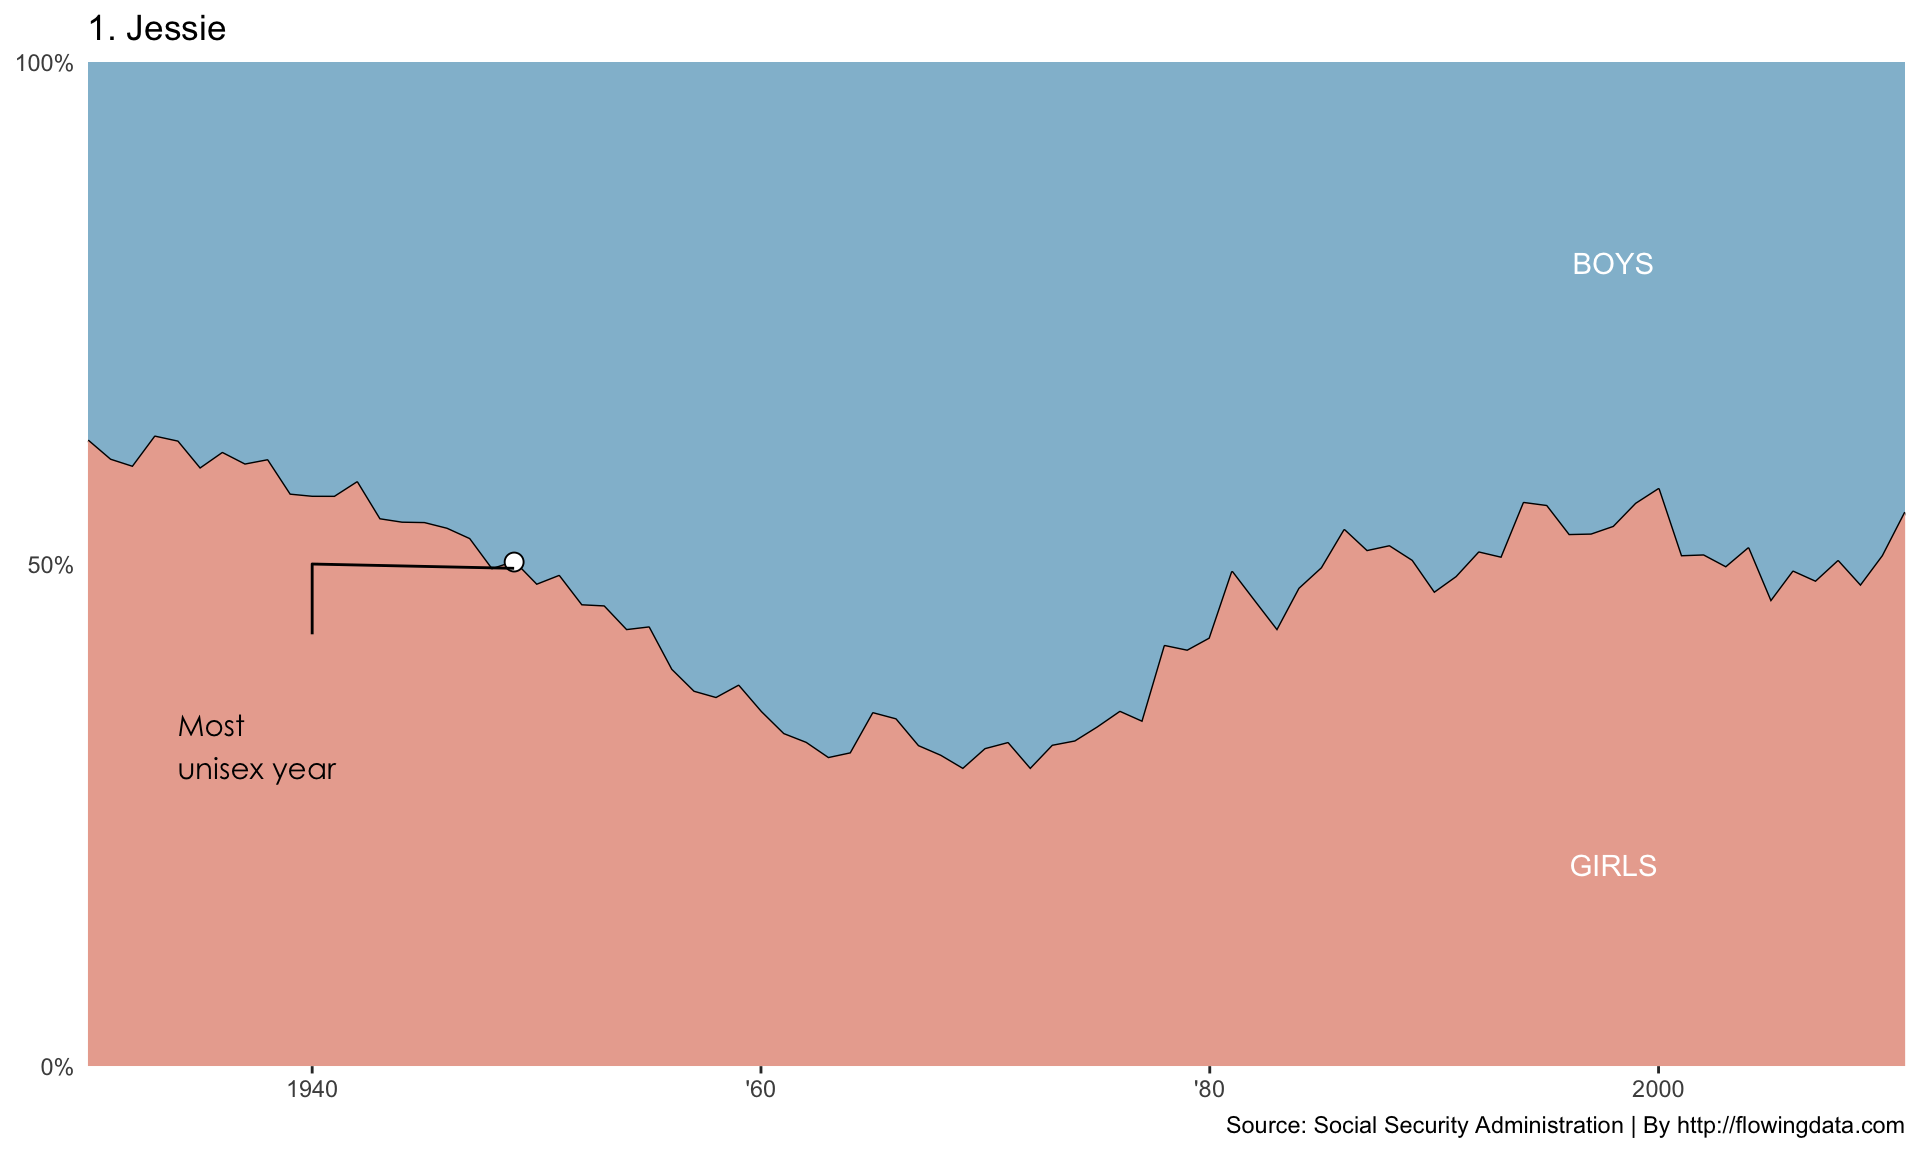 1. Jessie
100%
BOYS
50%
Most
unisex year
GIRLS
0%
1940 '60 '80 2000
Source: Social Security Administration | By http://flowingdata.com